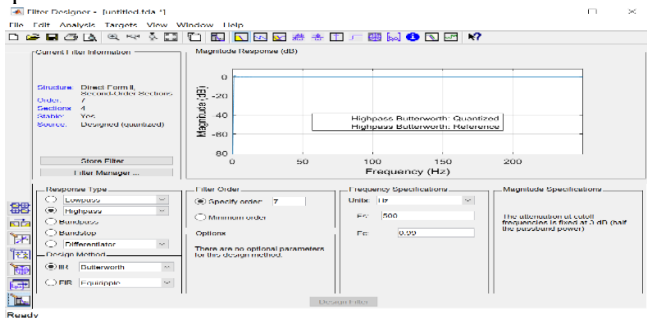 Filter Designer - [untitled.fda *]
File Edit Analysis Targets View Window Help
Current Filter Information
Structure: Direct-Form II,
Second-Order Sections
Order: 7
Sections: 4
Stable: Yes
Source: Designed (quantized)
Store Filter ...
Filter Manager ...
Magnitude Response (dB)
Magnitude (dB)
0
-20
-40
-60
80
Highpass Butterworth: Quantized
Highpass Butterworth: Reference
0 50 100 150 200
Frequency (Hz)
Response Type
Lowpass
Highpass
Bandpass
Bandstop
Differentiator
Design Method
IIR Butterworth
FIR Equiripple
Filter Order
Specify order: 7
Minimum order
Options
There are no optional parameters
for this design method.
Frequency Specifications
Units: Hz
Fs: 500
Fc: 0.99
Magnitude Specifications
The attenuation at cutoff
frequencies is fixed at 3 dB (half
the passband power)
Design Filter
Ready